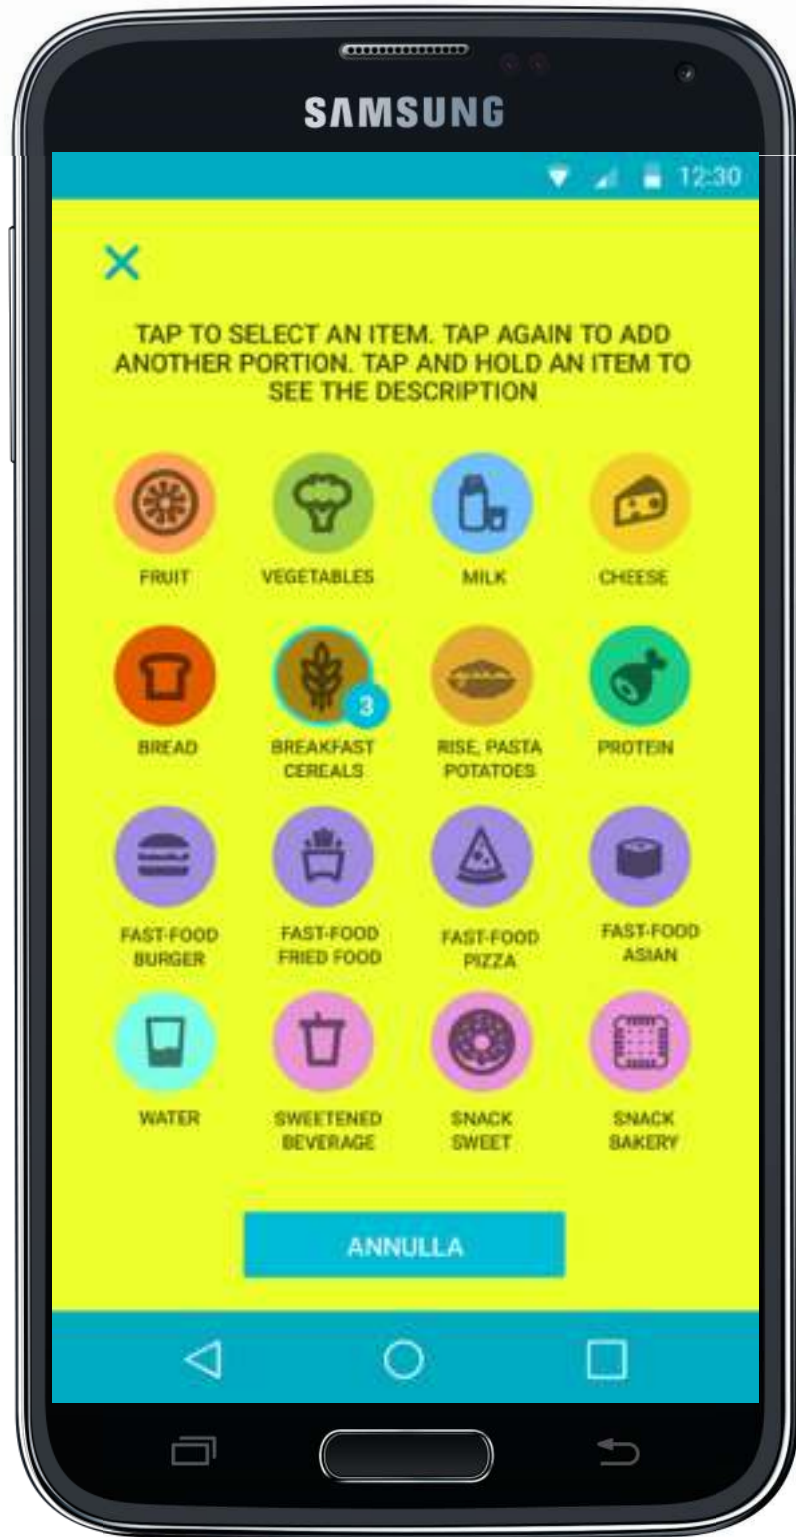 SAMSUNG
12:30
TAP TO SELECT AN ITEM. TAP AGAIN TO ADD
ANOTHER PORTION. TAP AND HOLD AN ITEM TO
SEE THE DESCRIPTION
FRUIT
VEGETABLES
MILK
CHEESE
3
BREAD
BREAKFAST
CEREALS
RISE, PASTA
POTATOES
PROTEIN
FAST-FOOD
BURGER
FAST-FOOD
FRIED FOOD
FAST-FOOD
PIZZA
FAST-FOOD
ASIAN
WATER
SWEETENED
BEVERAGE
SNACK
SWEET
SNACK
BAKERY
ANNULLA